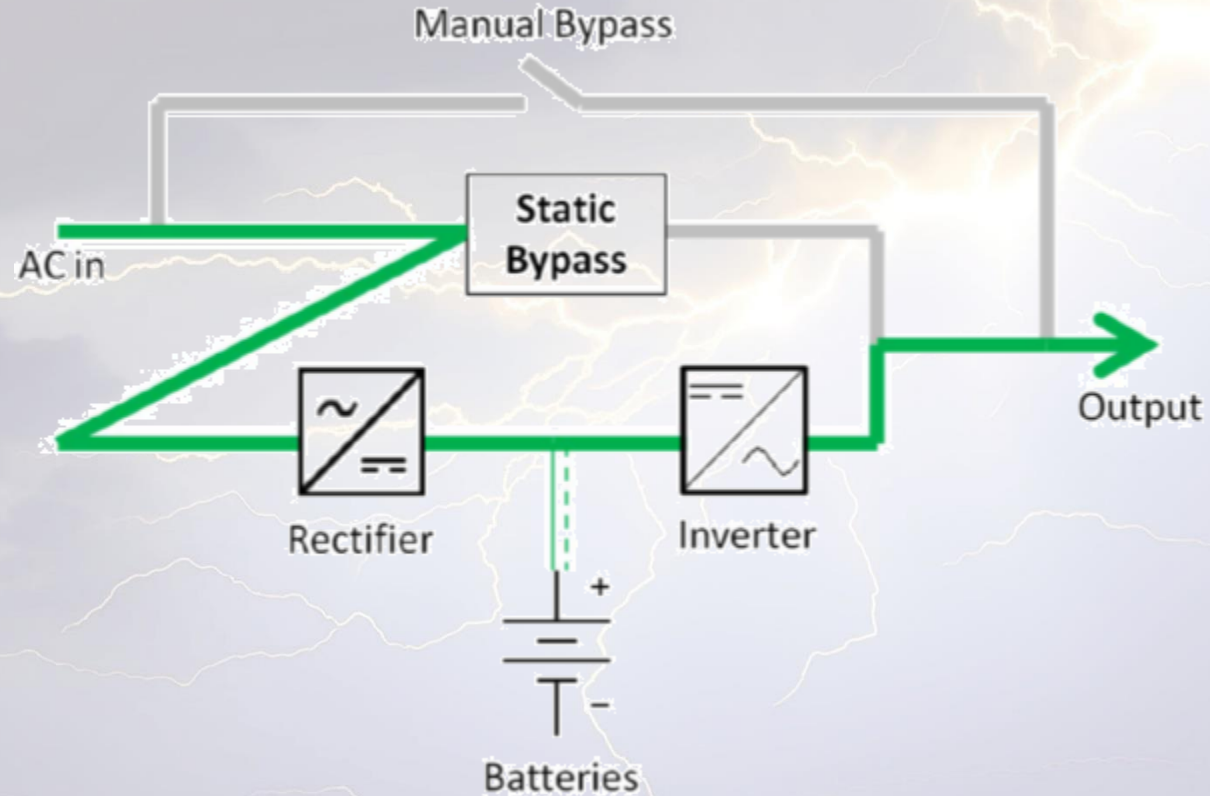 Manual Bypass
Static
Bypass
AC in
Output
Rectifier
Inverter
+
–
Batteries